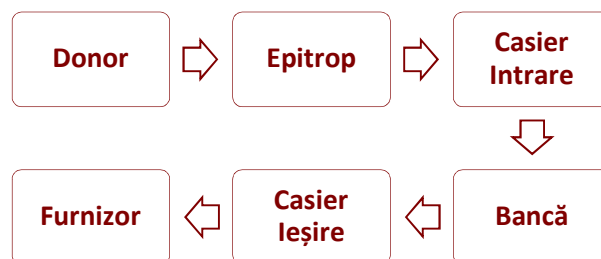 Donor
Epitrop
Casier
Intrare
Bancă
Casier
Ieșire
Furnizor